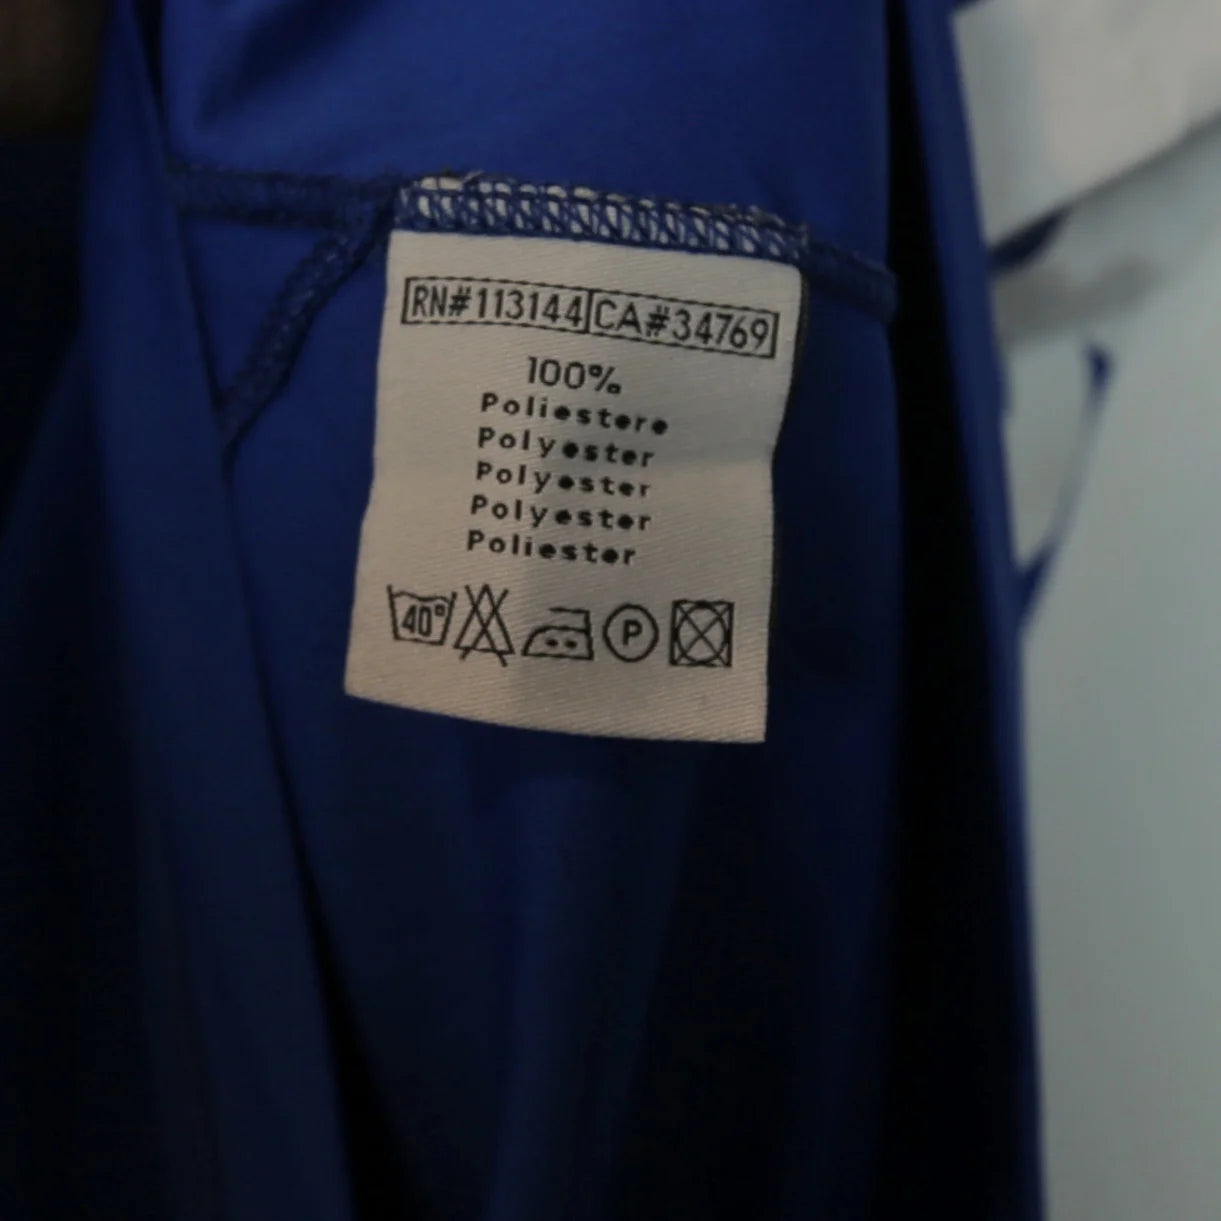 RN#113144 CA#34769
100%
Poliestere
Polyester
Polyester
Polyester
Poliester
40° P